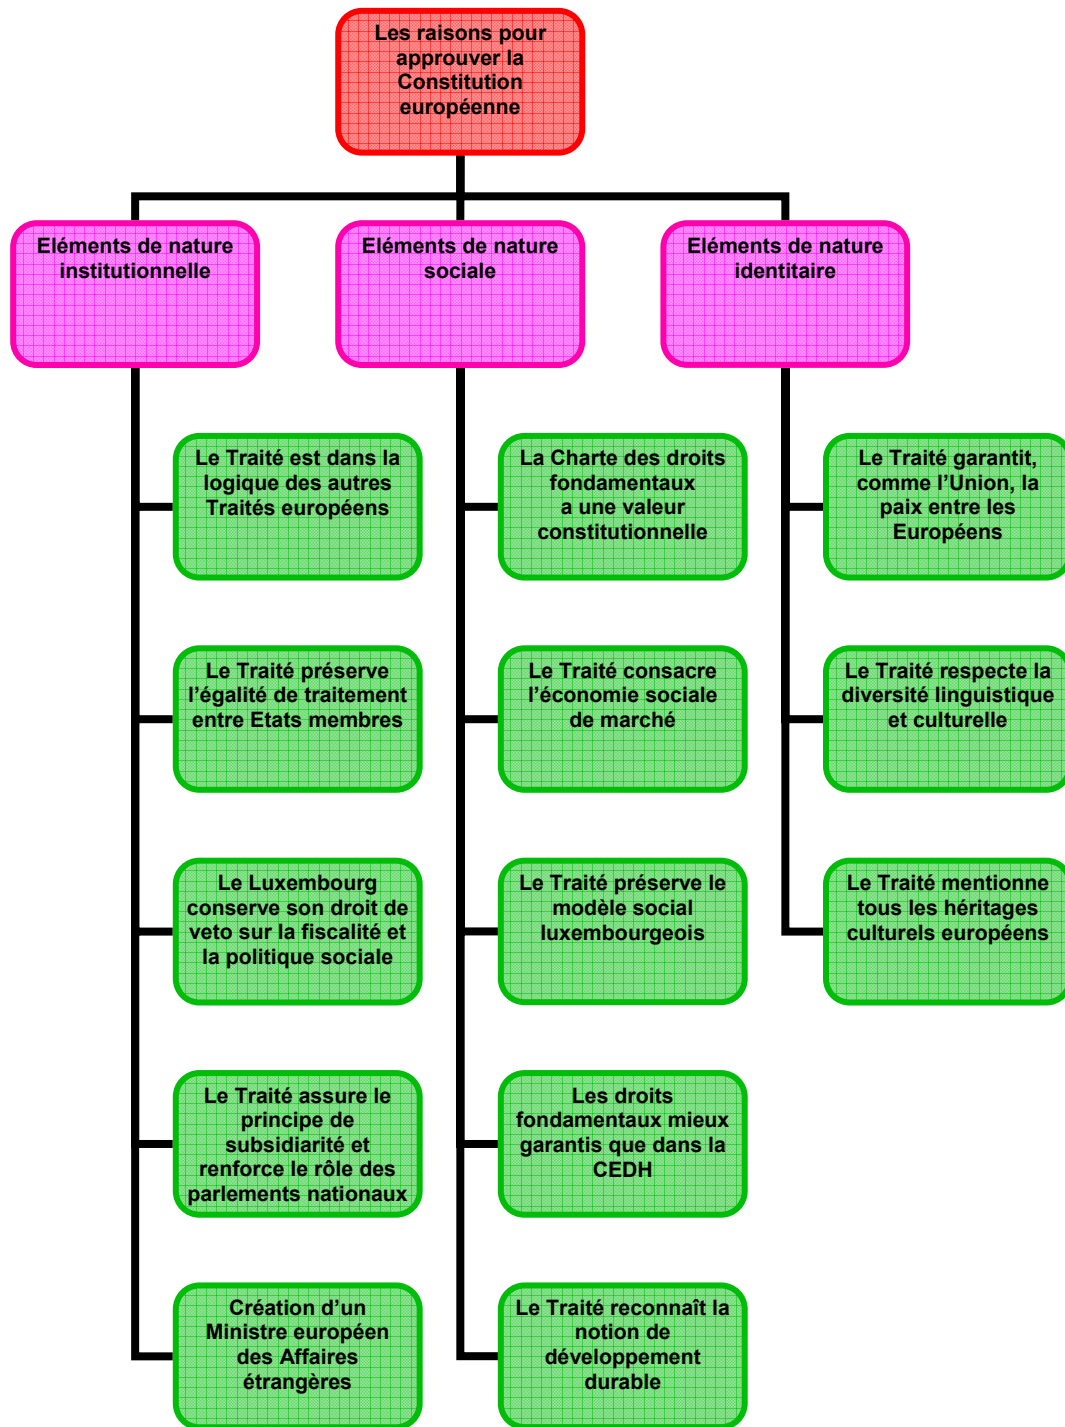 Les raisons pour
approuver la
Constitution
européenne
Eléments de nature
institutionnelle
Eléments de nature
sociale
Eléments de nature
identitaire
Le Traité est dans la
logique des autres
Traités européens
La Charte des droits
fondamentaux
a une valeur
constitutionnelle
Le Traité garantit,
comme l’Union, la
paix entre les
Européens
Le Traité préserve
l’égalité de traitement
entre Etats membres
Le Traité consacre
l’économie sociale
de marché
Le Traité respecte la
diversité linguistique
et culturelle
Le Luxembourg
conserve son droit de
veto sur la fiscalité et
la politique sociale
Le Traité préserve le
modèle social
luxembourgeois
Le Traité mentionne
tous les héritages
culturels européens
Le Traité assure le
principe de
subsidiarité et
renforce le rôle des
parlements nationaux
Les droits
fondamentaux mieux
garantis que dans la
CEDH
Création d’un
Ministre européen
des Affaires
étrangères
Le Traité reconnaît la
notion de
développement
durable